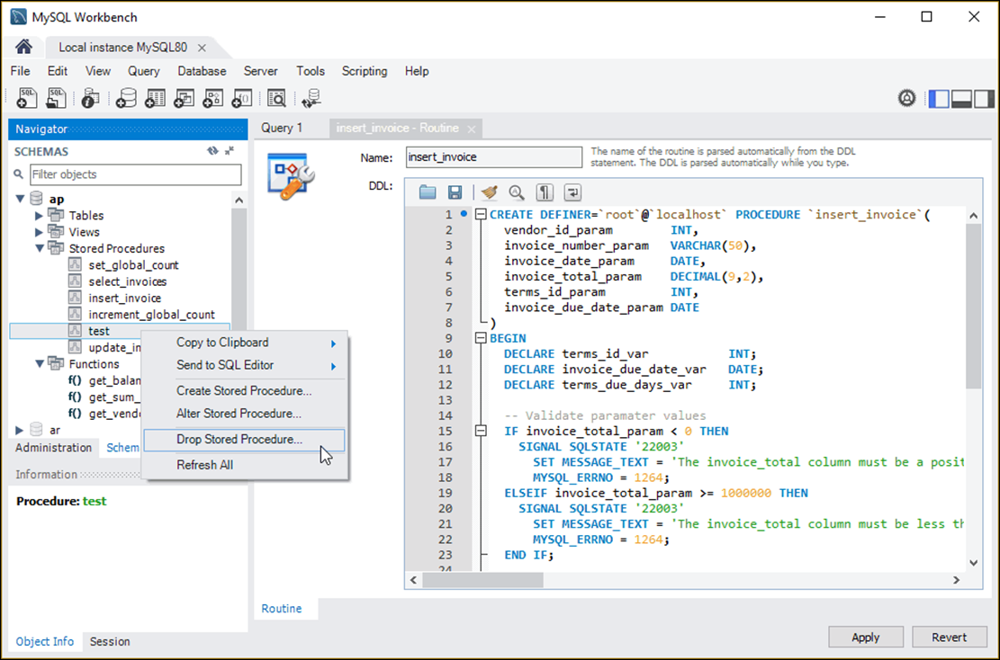 MySQL Workbench
Local instance MySQL80
File Edit View Query Database Server Tools Scripting Help
Navigator
SCHEMAS
Filter objects
ap
Tables
Views
Stored Procedures
set_global_count
select_invoices
insert_invoice
increment_global_count
test
update_in
Functions
get_balan
get_sum_
get_vendo
ar
Copy to Clipboard
Send to SQL Editor
Create Stored Procedure...
Alter Stored Procedure...
Drop Stored Procedure...
Refresh All
Administration Schem
Information
Procedure: test
Object Info Session
Query 1 insert_invoice - Routine
Name: insert_invoice
The name of the routine is parsed automatically from the DDL
statement. The DDL is parsed automatically while you type.
DDL:
1 CREATE DEFINER=`root`@`localhost` PROCEDURE `insert_invoice`(
2 vendor_id_param INT,
3 invoice_number_param VARCHAR(50),
4 invoice_date_param DATE,
5 invoice_total_param DECIMAL(9,2),
6 terms_id_param INT,
7 invoice_due_date_param DATE
8 )
9 BEGIN
10 DECLARE terms_id_var INT;
11 DECLARE invoice_due_date_var DATE;
12 DECLARE terms_due_days_var INT;
13
14 -- Validate paramater values
15 IF invoice_total_param < 0 THEN
16 SIGNAL SQLSTATE '22003'
17 SET MESSAGE_TEXT = 'The invoice_total column must be a posit
18 MYSQL_ERRNO = 1264;
19 ELSEIF invoice_total_param >= 1000000 THEN
20 SIGNAL SQLSTATE '22003'
21 SET MESSAGE_TEXT = 'The invoice_total column must be less th
22 MYSQL_ERRNO = 1264;
23 END IF;
24
Routine
Apply Revert